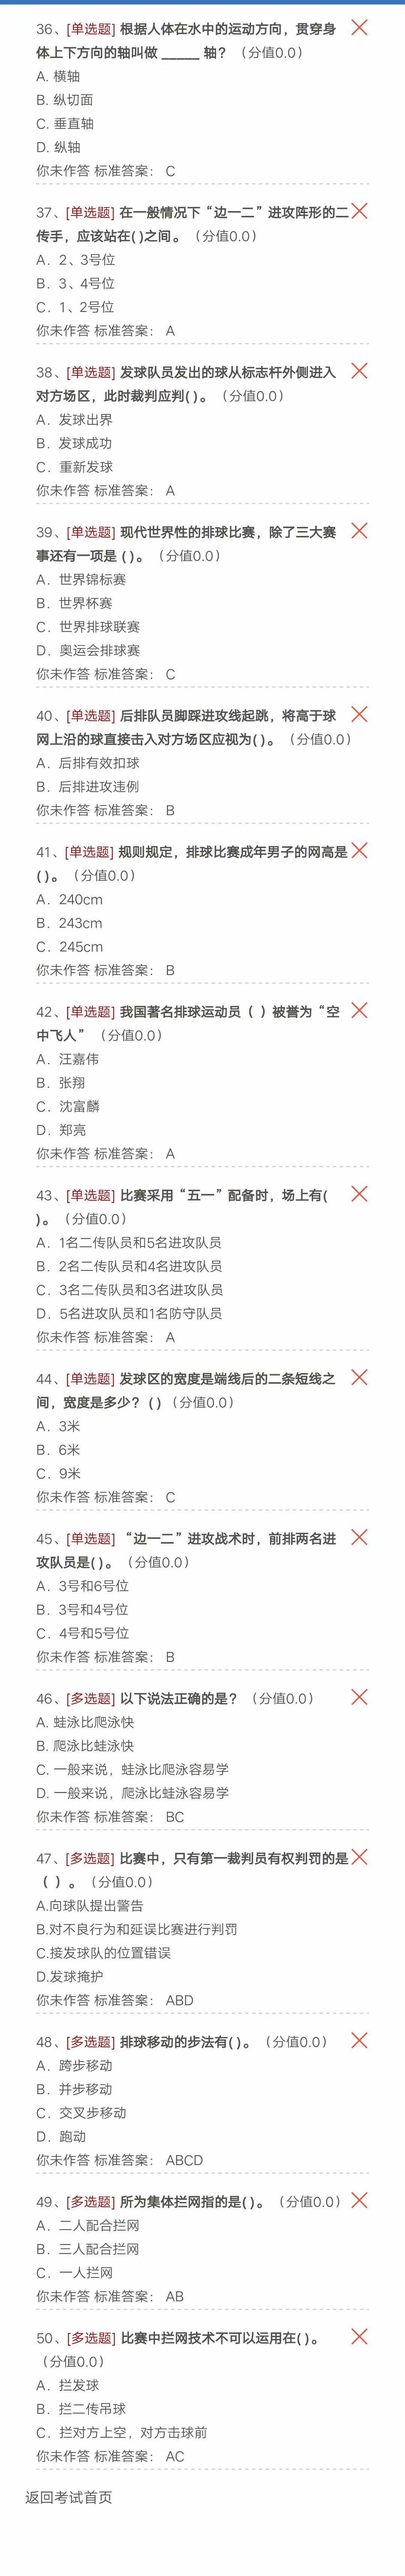 36、[单选题] 根据人体在水中的运动方向，贯穿身
体上下方向的轴叫做 _____ 轴？ （分值0.0）
A. 横轴
B. 纵切面
C. 垂直轴
D. 纵轴
你未作答 标准答案： C
37、[单选题] 在一般情况下“边一二”进攻阵形的二
传手，应该站在( )之间。 （分值0.0）
A．2、3号位
B．3、4号位
C．1、2号位
你未作答 标准答案： A
38、[单选题] 发球队员发出的球从标志杆外侧进入
对方场区，此时裁判应判( )。 （分值0.0）
A．发球出界
B．发球成功
C．重新发球
你未作答 标准答案： A
39、[单选题] 现代世界性的排球比赛，除了三大赛
事还有一项是 ( )。 （分值0.0）
A．世界锦标赛
B．世界杯赛
C．世界排球联赛
D．奥运会排球赛
你未作答 标准答案： C
40、[单选题] 后排队员脚踩进攻线起跳，将高于球
网上沿的球直接击入对方场区应视为( )。 （分值0.0）
A．后排有效扣球
B．后排进攻违例
你未作答 标准答案： B
41、[单选题] 规则规定，排球比赛成年男子的网高是
( )。 （分值0.0）
A．240cm
B．243cm
C．245cm
你未作答 标准答案： B
42、[单选题] 我国著名排球运动员（ ）被誉为“空
中飞人” （分值0.0）
A．汪嘉伟
B．张翔
C．沈富麟
D．郑亮
你未作答 标准答案： A
43、[单选题] 比赛采用“五一”配备时，场上有(
)。 （分值0.0）
A．1名二传队员和5名进攻队员
B．2名二传队员和4名进攻队员
C．3名二传队员和3名进攻队员
D．5名进攻队员和1名防守队员
你未作答 标准答案： A
44、[单选题] 发球区的宽度是端线后的二条短线之
间，宽度是多少？ ( ) （分值0.0）
A．3米
B．6米
C．9米
你未作答 标准答案： C
45、[单选题] “边一二”进攻战术时，前排两名进
攻队员是( )。 （分值0.0）
A．3号和6号位
B．3号和4号位
C．4号和5号位
你未作答 标准答案： B
46、[多选题] 以下说法正确的是？ （分值0.0）
A. 蛙泳比爬泳快
B. 爬泳比蛙泳快
C. 一般来说，蛙泳比爬泳容易学
D. 一般来说，爬泳比蛙泳容易学
你未作答 标准答案： BC
47、[多选题] 比赛中，只有第一裁判员有权判罚的是
（ ）。 （分值0.0）
A.向球队提出警告
B.对不良行为和延误比赛进行判罚
C.接发球队的位置错误
D.发球掩护
你未作答 标准答案： ABD
48、[多选题] 排球移动的步法有( )。 （分值0.0）
A．跨步移动
B．并步移动
C．交叉步移动
D．跑动
你未作答 标准答案： ABCD
49、[多选题] 所为集体拦网指的是( )。 （分值0.0）
A．二人配合拦网
B．三人配合拦网
C．一人拦网
你未作答 标准答案： AB
50、[多选题] 比赛中拦网技术不可以运用在( )。
（分值0.0）
A．拦发球
B．拦二传吊球
C．拦对方上空，对方击球前
你未作答 标准答案： AC
返回考试首页